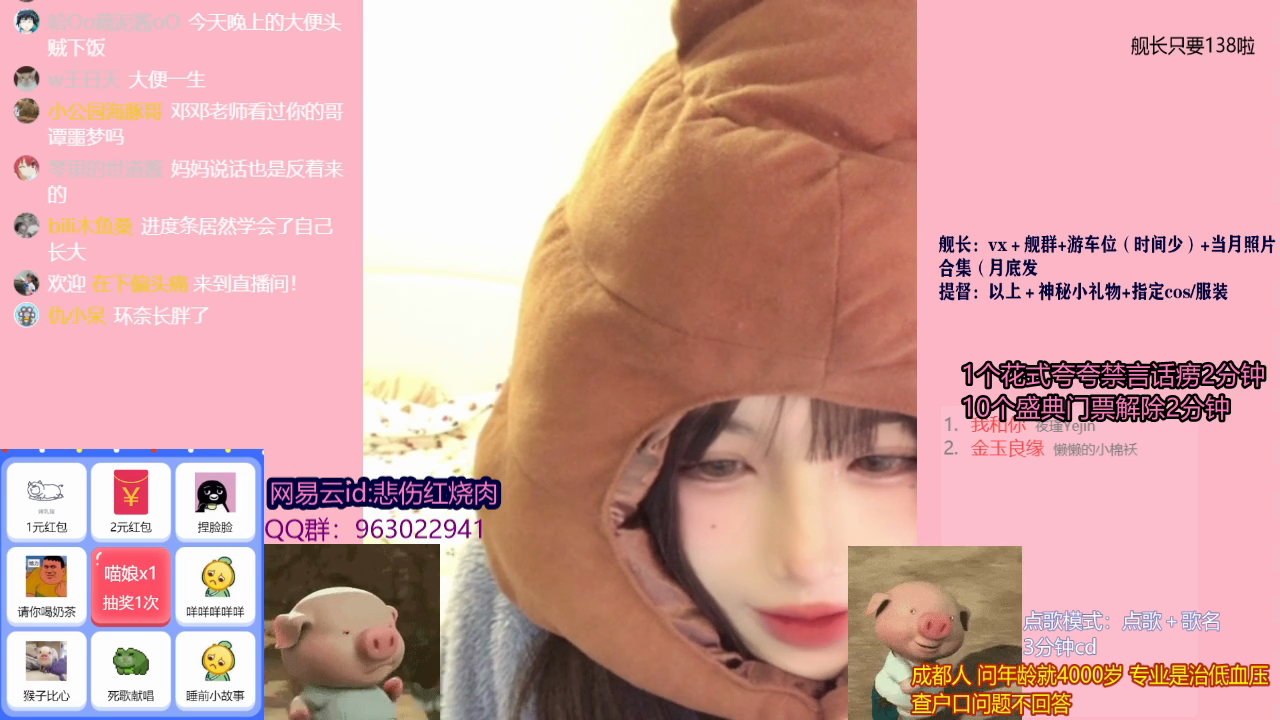 今天晚上的大便头
贼下饭
大便一生
小公园海豚哥 邓邓老师看过你的哥
谭噩梦吗
妈妈说话也是反着来
的
bili木鱼菱 进度条居然学会了自己
长大
欢迎 在下偏头痛 来到直播间！
仇小呆 环奈长胖了
舰长只要138啦
舰长：vx + 舰群+游车位（时间少）+当月照片
合集（月底发
提督：以上 + 神秘小礼物+指定cos/服装
1个花式夸夸禁言话痨2分钟
10个盛典门票解除2分钟
1. 我和你 夜瑾Yejin
2. 金玉良缘 懒懒的小棉袄
1元红包
2元红包
捏脸脸
请你喝奶茶
喵娘x1
抽奖1次
咩咩咩咩咩
猴子比心
死歌献唱
睡前小故事
网易云id:悲伤红烧肉
QQ群：963022941
点歌模式：点歌 + 歌名
3分钟cd
成都人 问年龄就4000岁 专业是治低血压
查户口问题不回答